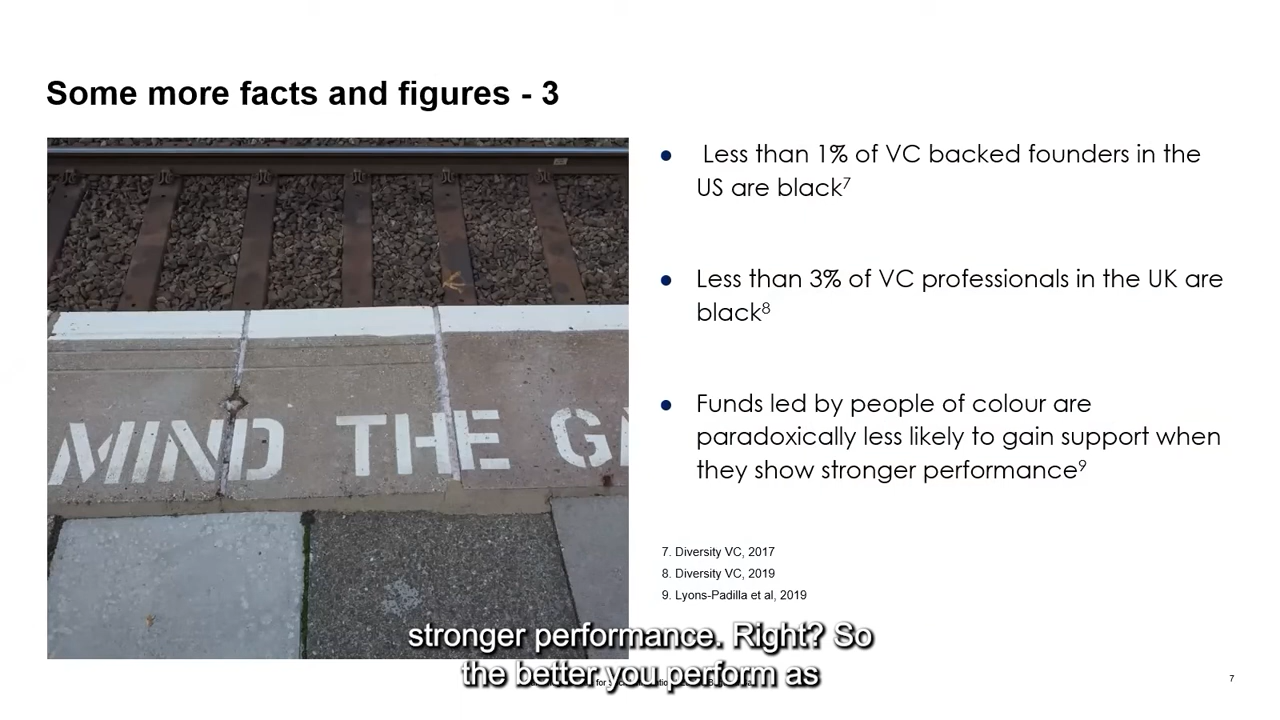 Some more facts and figures - 3
● Less than 1% of VC backed founders in the
US are black⁷
● Less than 3% of VC professionals in the UK are
black⁸
● Funds led by people of colour are
paradoxically less likely to gain support when
they show stronger performance⁹
MIND THE
7. Diversity VC, 2017
8. Diversity VC, 2019
9. Lyons-Padilla et al, 2019
stronger performance. Right? So
the better you perform as
7